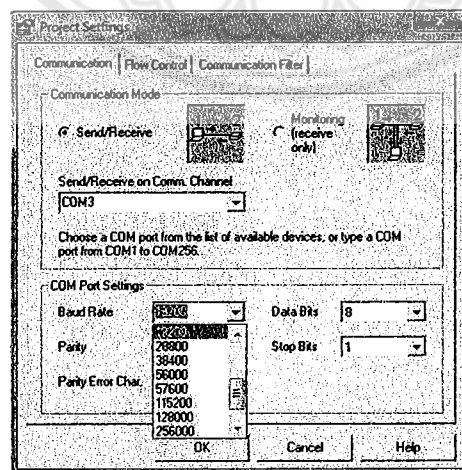 Project Settings
Communication | Flow Control | Communication Filter |
Communication Mode
Send/Receive
Monitoring
(receive
only)
Send/Receive on Comm. Channel
COM3
Choose a COM port from the list of available devices, or type a COM
port from COM1 to COM256.
COM Port Settings
Baud Rate 19200 Data Bits 8
19200
Parity 28800 Stop Bits 1
38400
56000
Parity Error Char. 57600
115200
128000
256000
OK Cancel Help